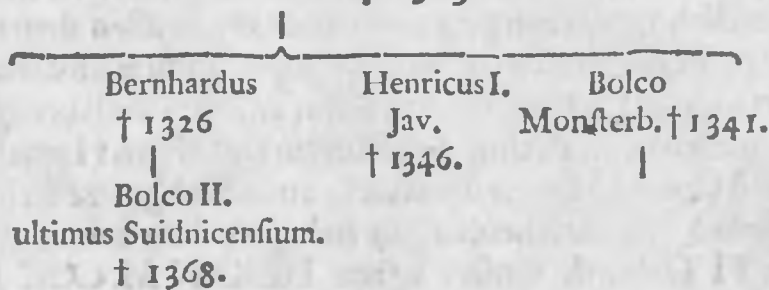 Bernhardus Henricus I. Bolco
† 1326 Jav. Monſterb. † 1341.
† 1346.
Bolco II.
ultimus Suidnicenſium.
† 1368.